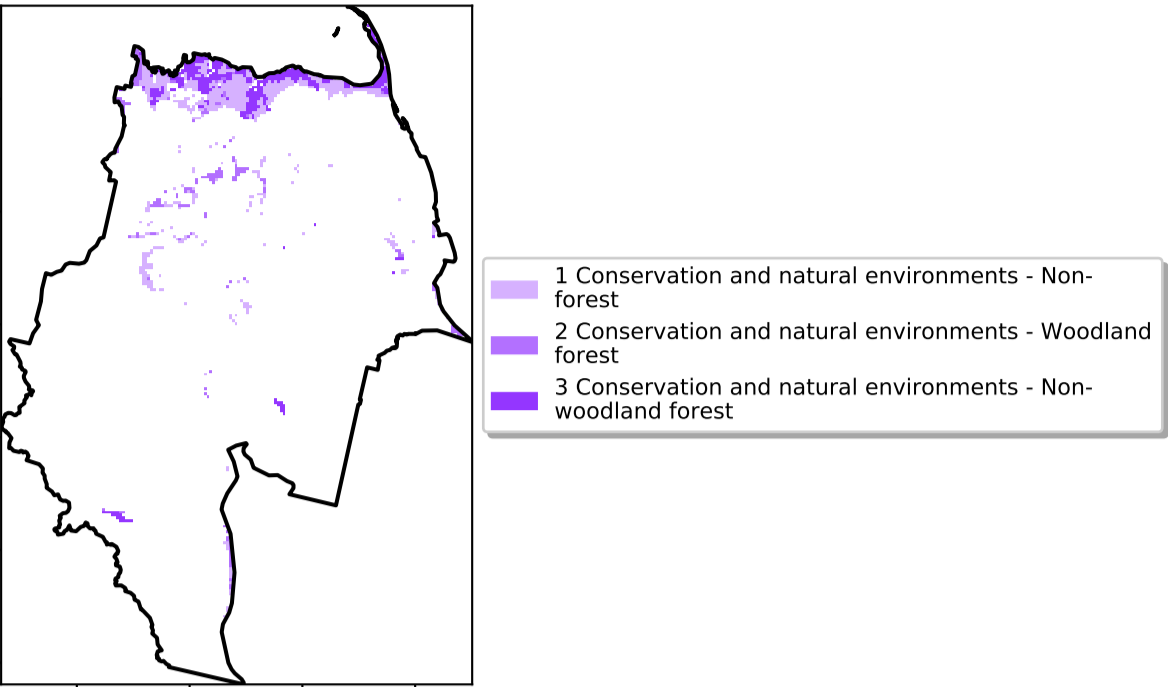 1 Conservation and natural environments - Non-
forest
2 Conservation and natural environments - Woodland
forest
3 Conservation and natural environments - Non-
woodland forest